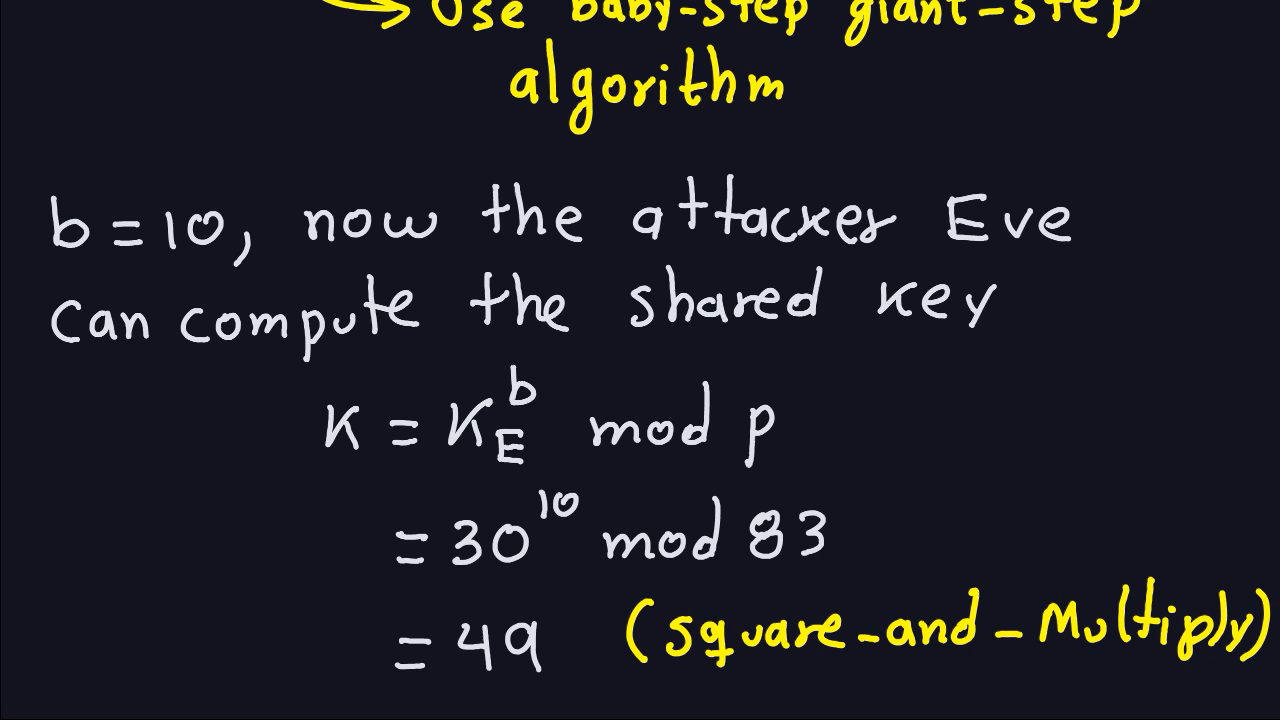 Use baby-step giant-step
algorithm
b = 10, now the attacker Eve
can compute the shared key
K = K_E^b mod p
= 30^10 mod 83
= 49 (square-and-Multiply)